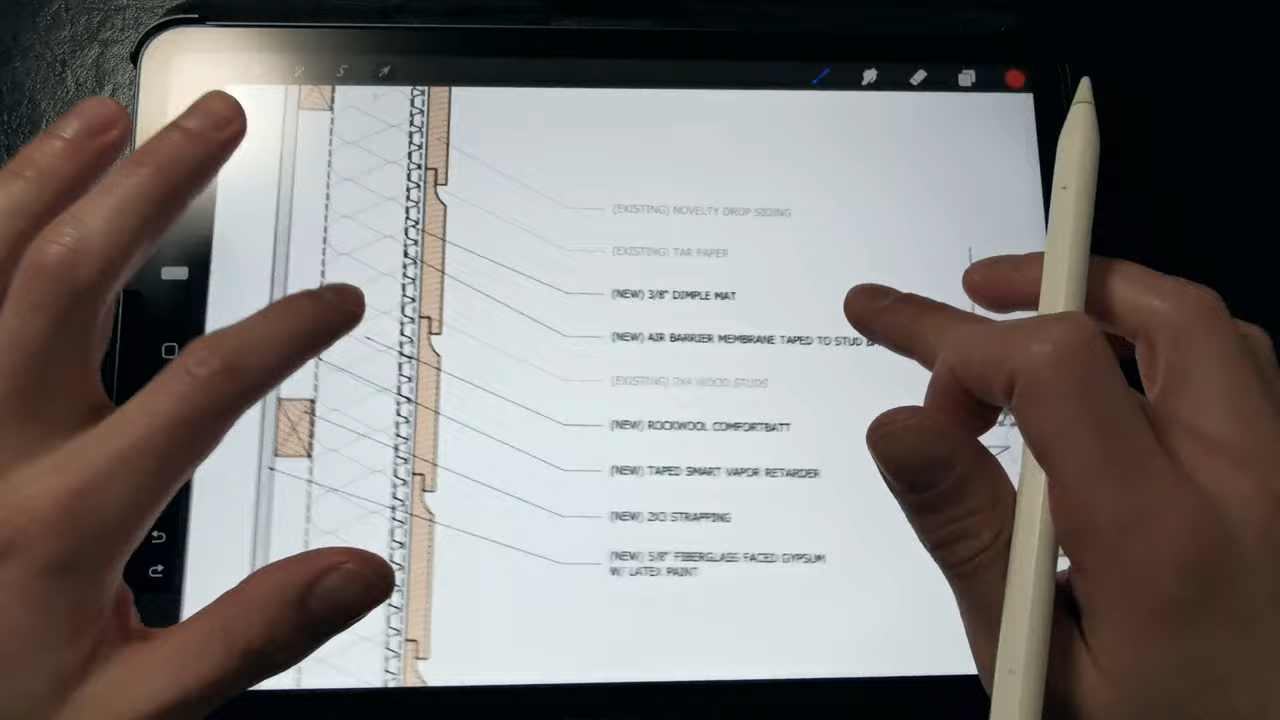 (EXISTING) NOVELTY DROP SIDING
(EXISTING) TAR PAPER
(NEW) 3/8" DIMPLE MAT
(NEW) AIR BARRIER MEMBRANE TAPED TO STUD
(EXISTING) 2X4 WOOD STUDS
(NEW) ROCKWOOL COMFORTBATT
(NEW) TAPED SMART VAPOR RETARDER
(NEW) 2X3 STRAPPING
(NEW) 5/8" FIBERGLASS FACED GYPSUM
W/ LATEX PAINT